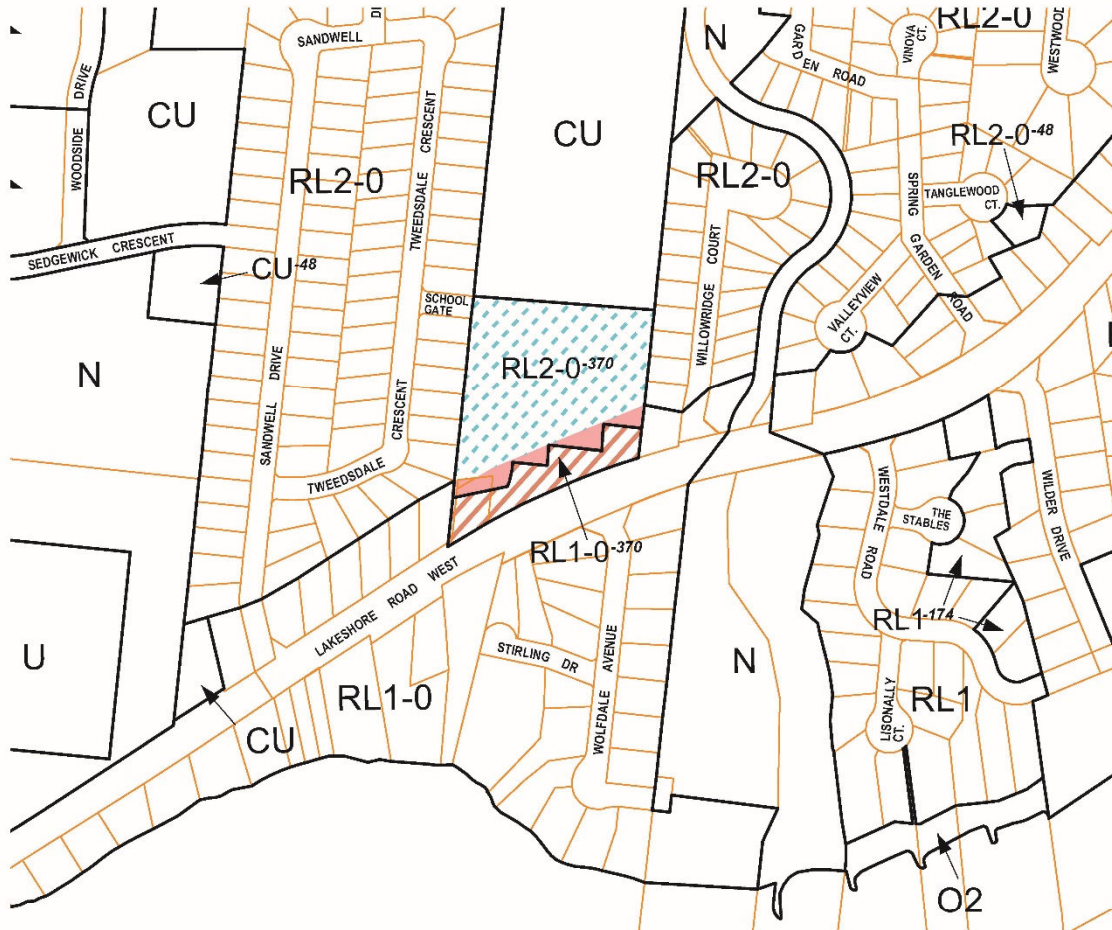 SANDWELL
DI
N
GARDEN ROAD
VINOVA
CT.
RL2-0
WESTWOOD
WOODSIDE DRIVE
CU
RL2-0
TWEEDSDALE CRESCENT
CU
RL2-0
RL2-0-48
TANGLEWOOD
CT.
SPRING GARDEN ROAD
SEDGEWICK CRESCENT
CU-48
SCHOOL
GATE
WILLOWRIDGE COURT
VALLEYVIEW
CT.
N
SANDWELL DRIVE
RL2-0-370
TWEEDSDALE CRESCENT
WESTDALE ROAD
THE
STABLES
WILDER DRIVE
RL1-0-370
LAKESHORE ROAD WEST
RL1-174
U
STIRLING DR
WOLFDALE AVENUE
N
RL1-0
LISONALLY
CT.
RL1
CU
O2